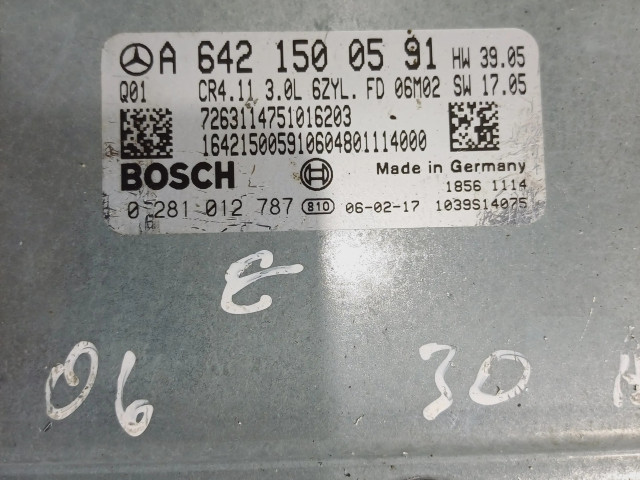 A 642 150 05 91 HW 39.05
Q01 CR4.11 3.0L 6ZYL. FD 06M02 SW 17.05
7263114751016203
164215005910604801114000
BOSCH Made in Germany
1856 1114
0 281 012 787 810 06-02-17 1039S14075
E
06 30